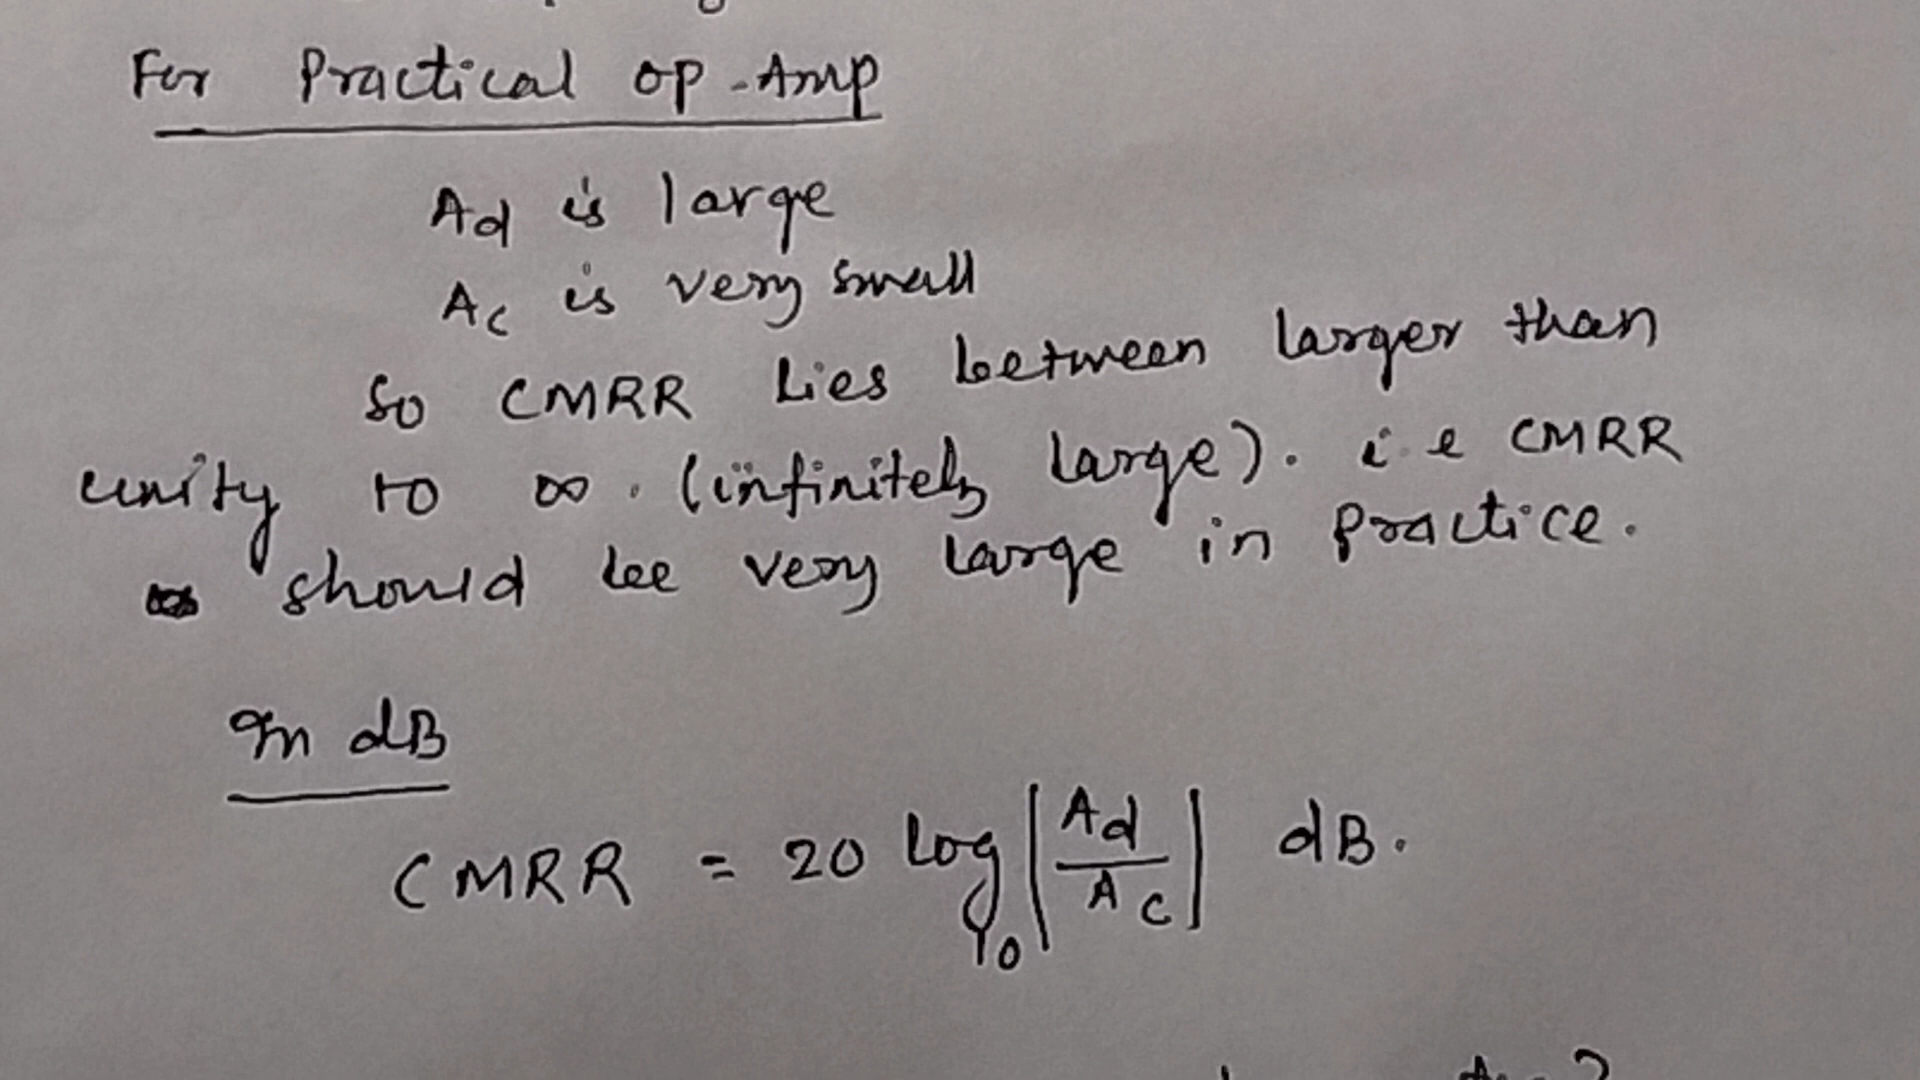 For Practical op-Amp
Ad is large
Ac is very small
So CMRR Lies between larger than
unity to ∞. (infinitely large). i.e CMRR
should be very large in practice.
In dB
CMRR = 20 log₁₀ |Ad/Ac| dB.